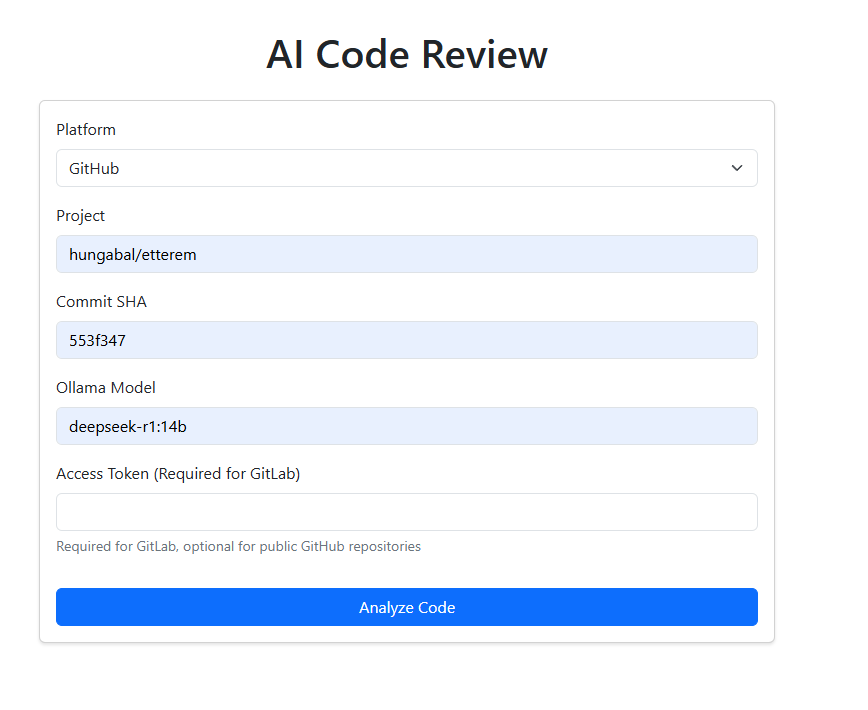 AI Code Review
Platform
GitHub
Project
hungabal/etterem
Commit SHA
553f347
Ollama Model
deepseek-r1:14b
Access Token (Required for GitLab)
Required for GitLab, optional for public GitHub repositories
Analyze Code